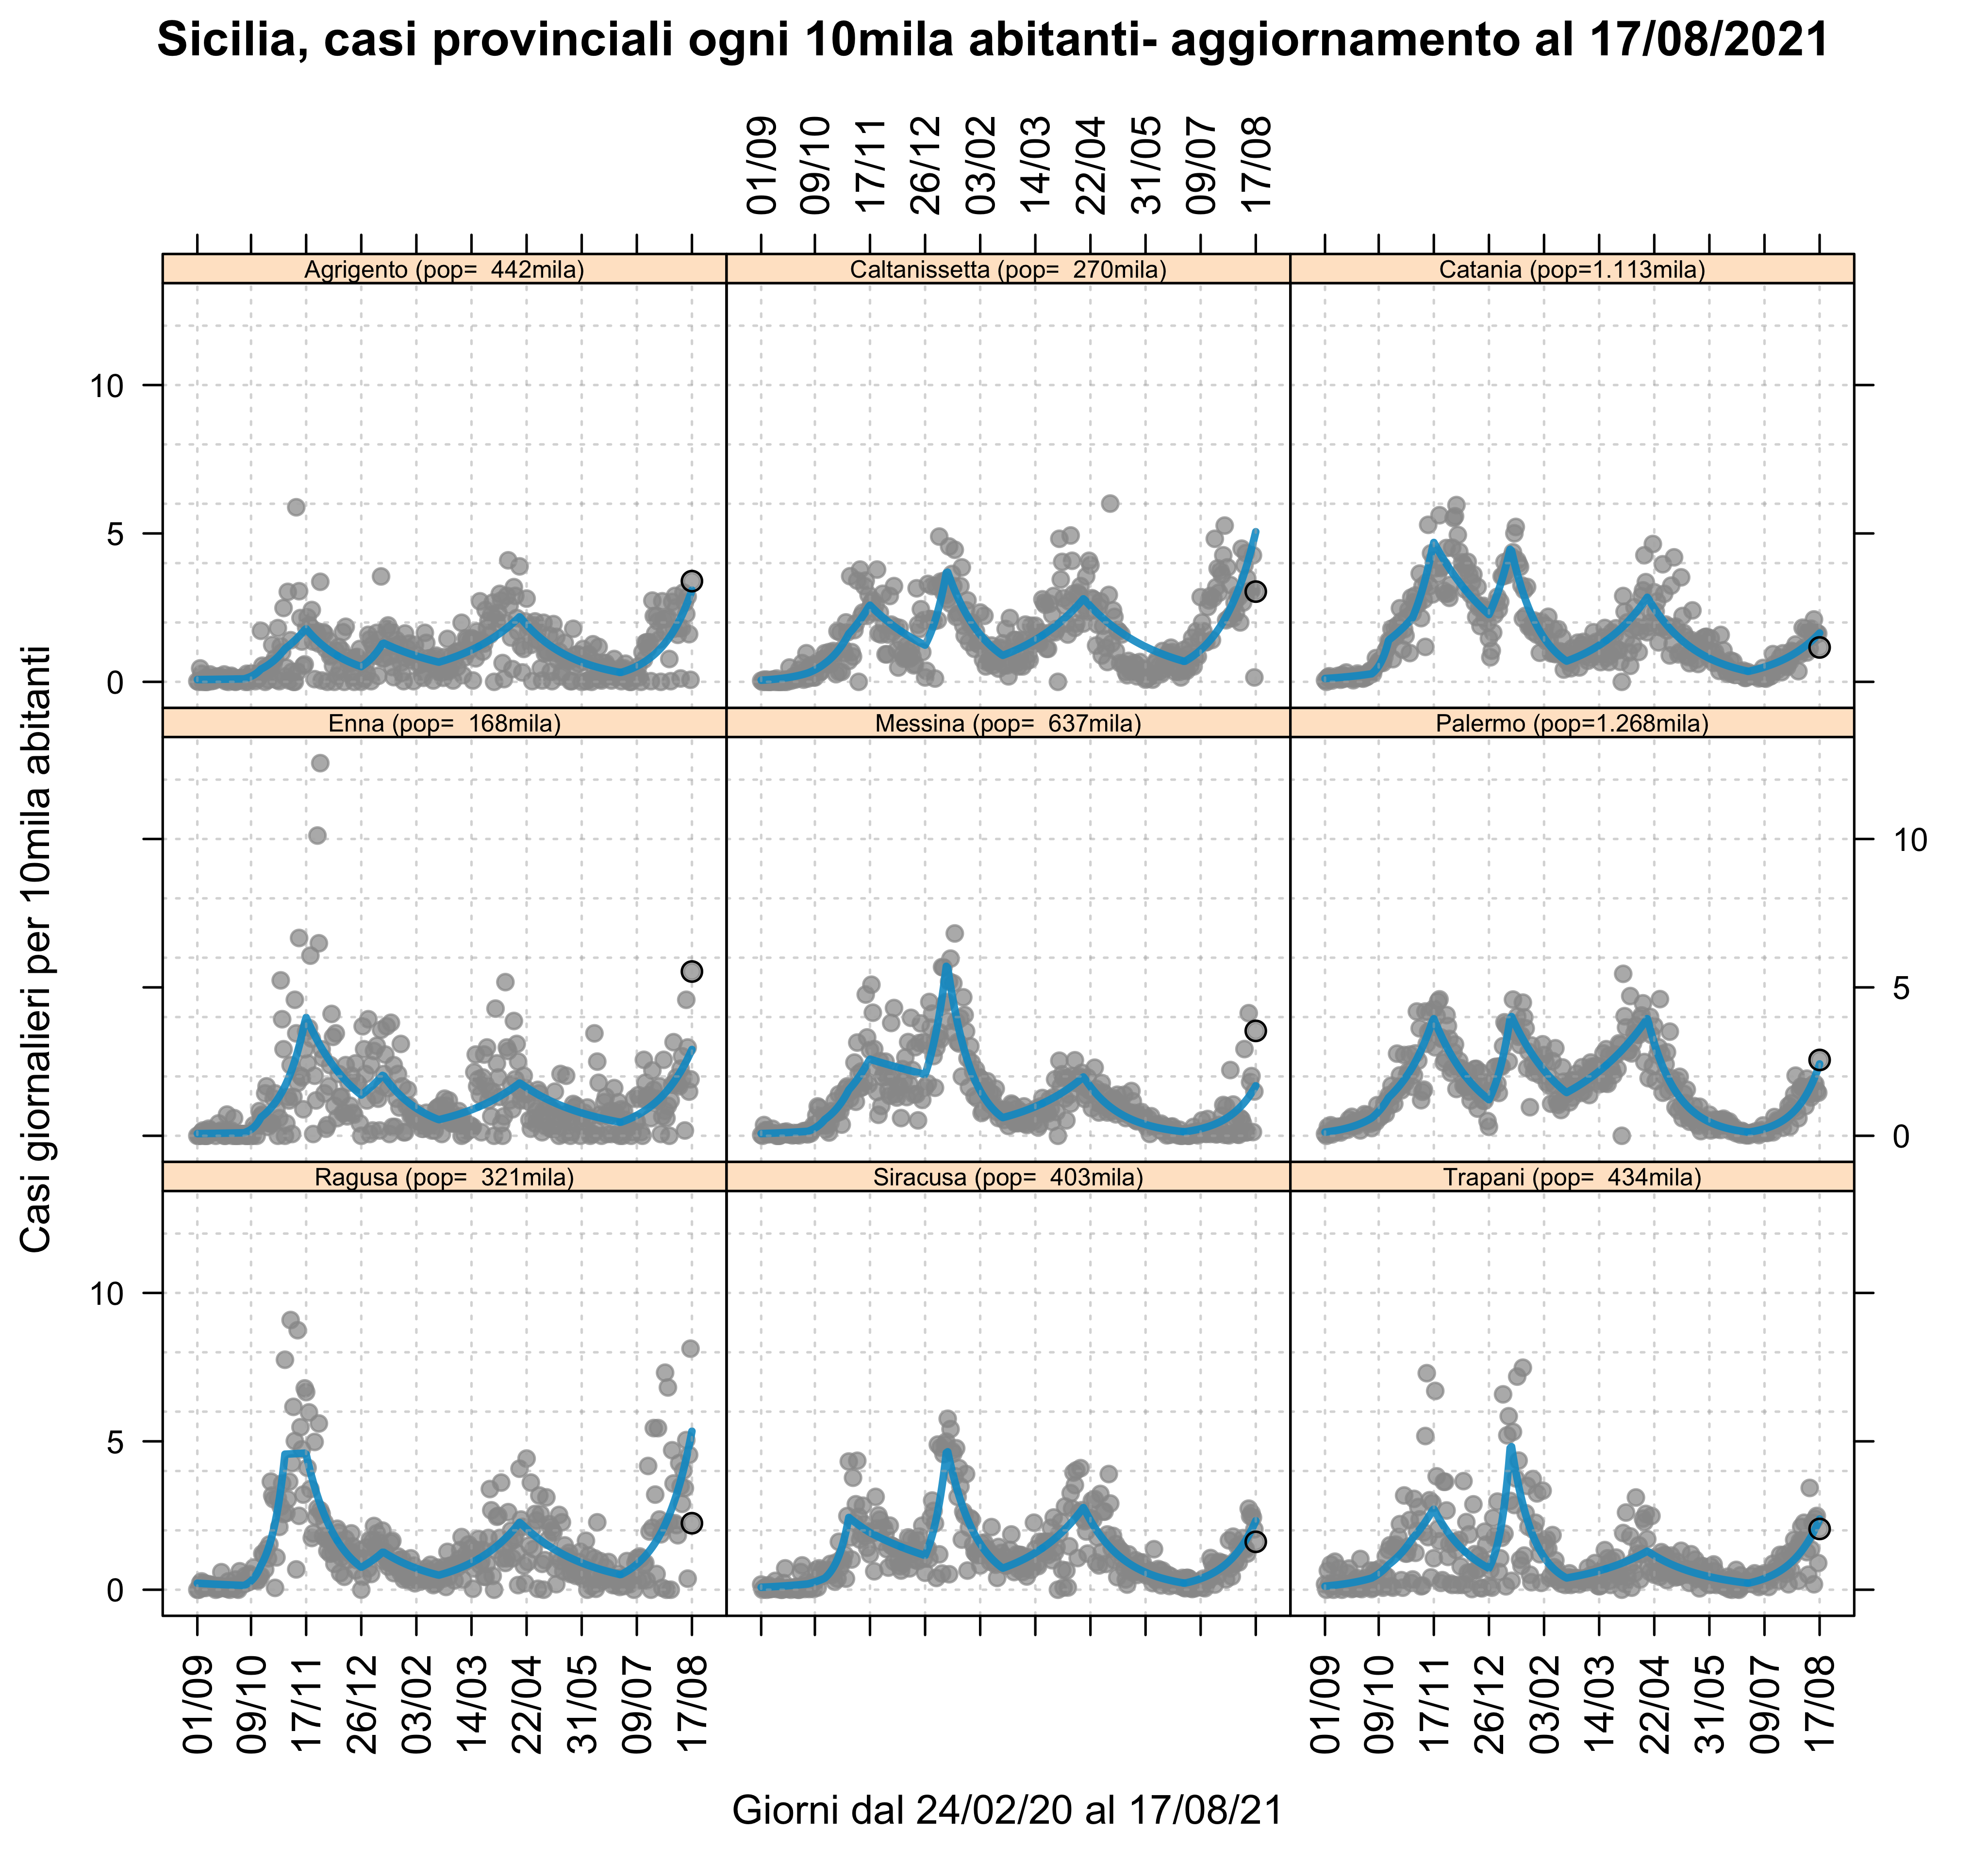 Sicilia, casi provinciali ogni 10mila abitanti- aggiornamento al 17/08/2021
01/09 09/10 17/11 26/12 03/02 14/03 22/04 31/05 09/07 17/08
Agrigento (pop=  442mila)
Caltanissetta (pop=  270mila)
Catania (pop=1.113mila)
10
5
0
Enna (pop=  168mila)
Messina (pop=  637mila)
Palermo (pop=1.268mila)
10
5
0
Casi giornalieri per 10mila abitanti
Ragusa (pop=  321mila)
Siracusa (pop=  403mila)
Trapani (pop=  434mila)
10
5
0
01/09 09/10 17/11 26/12 03/02 14/03 22/04 31/05 09/07 17/08
01/09 09/10 17/11 26/12 03/02 14/03 22/04 31/05 09/07 17/08
Giorni dal 24/02/20 al 17/08/21